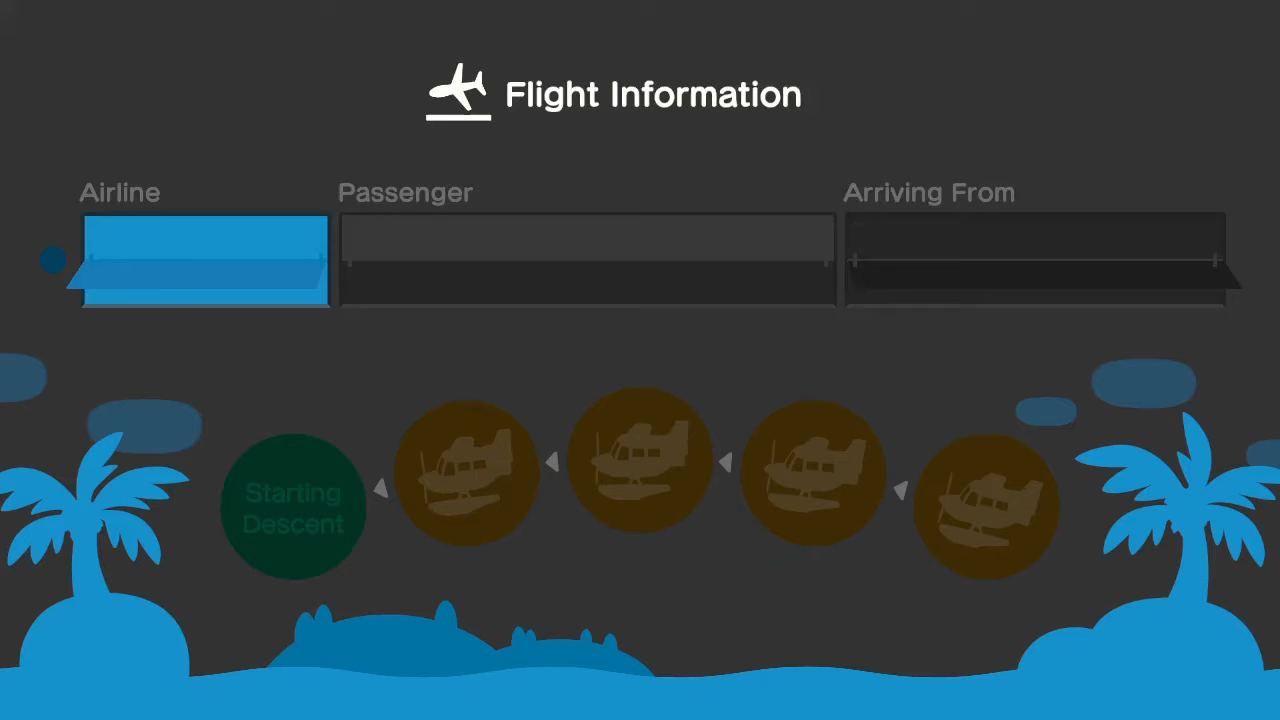 Flight Information
Airline
Passenger
Arriving From
Starting
Descent